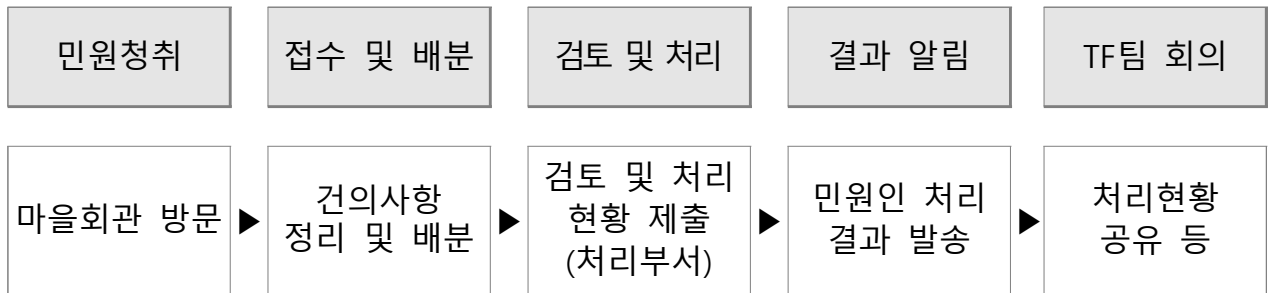 민원청취
접수 및 배분
검토 및 처리
결과 알림
TF팀 회의
마을회관 방문
▶
건의사항
정리 및 배분
▶
검토 및 처리
현황 제출
(처리부서)
▶
민원인 처리
결과 발송
▶
처리현황
공유 등